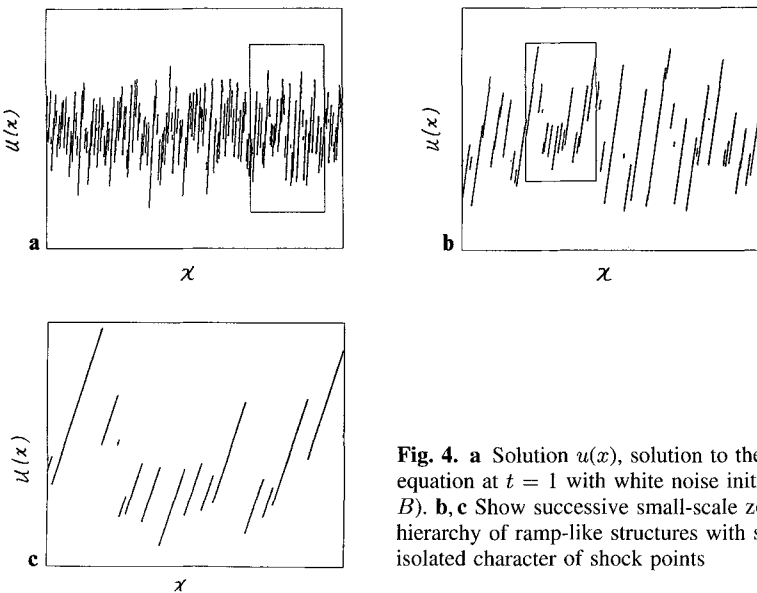 u(x)
a
x
u(x)
b
x
u(x)
c
x
Fig. 4. a Solution u(x), solution to the
equation at t = 1 with white noise init
B). b, c Show successive small-scale
hierarchy of ramp-like structures with
isolated character of shock points